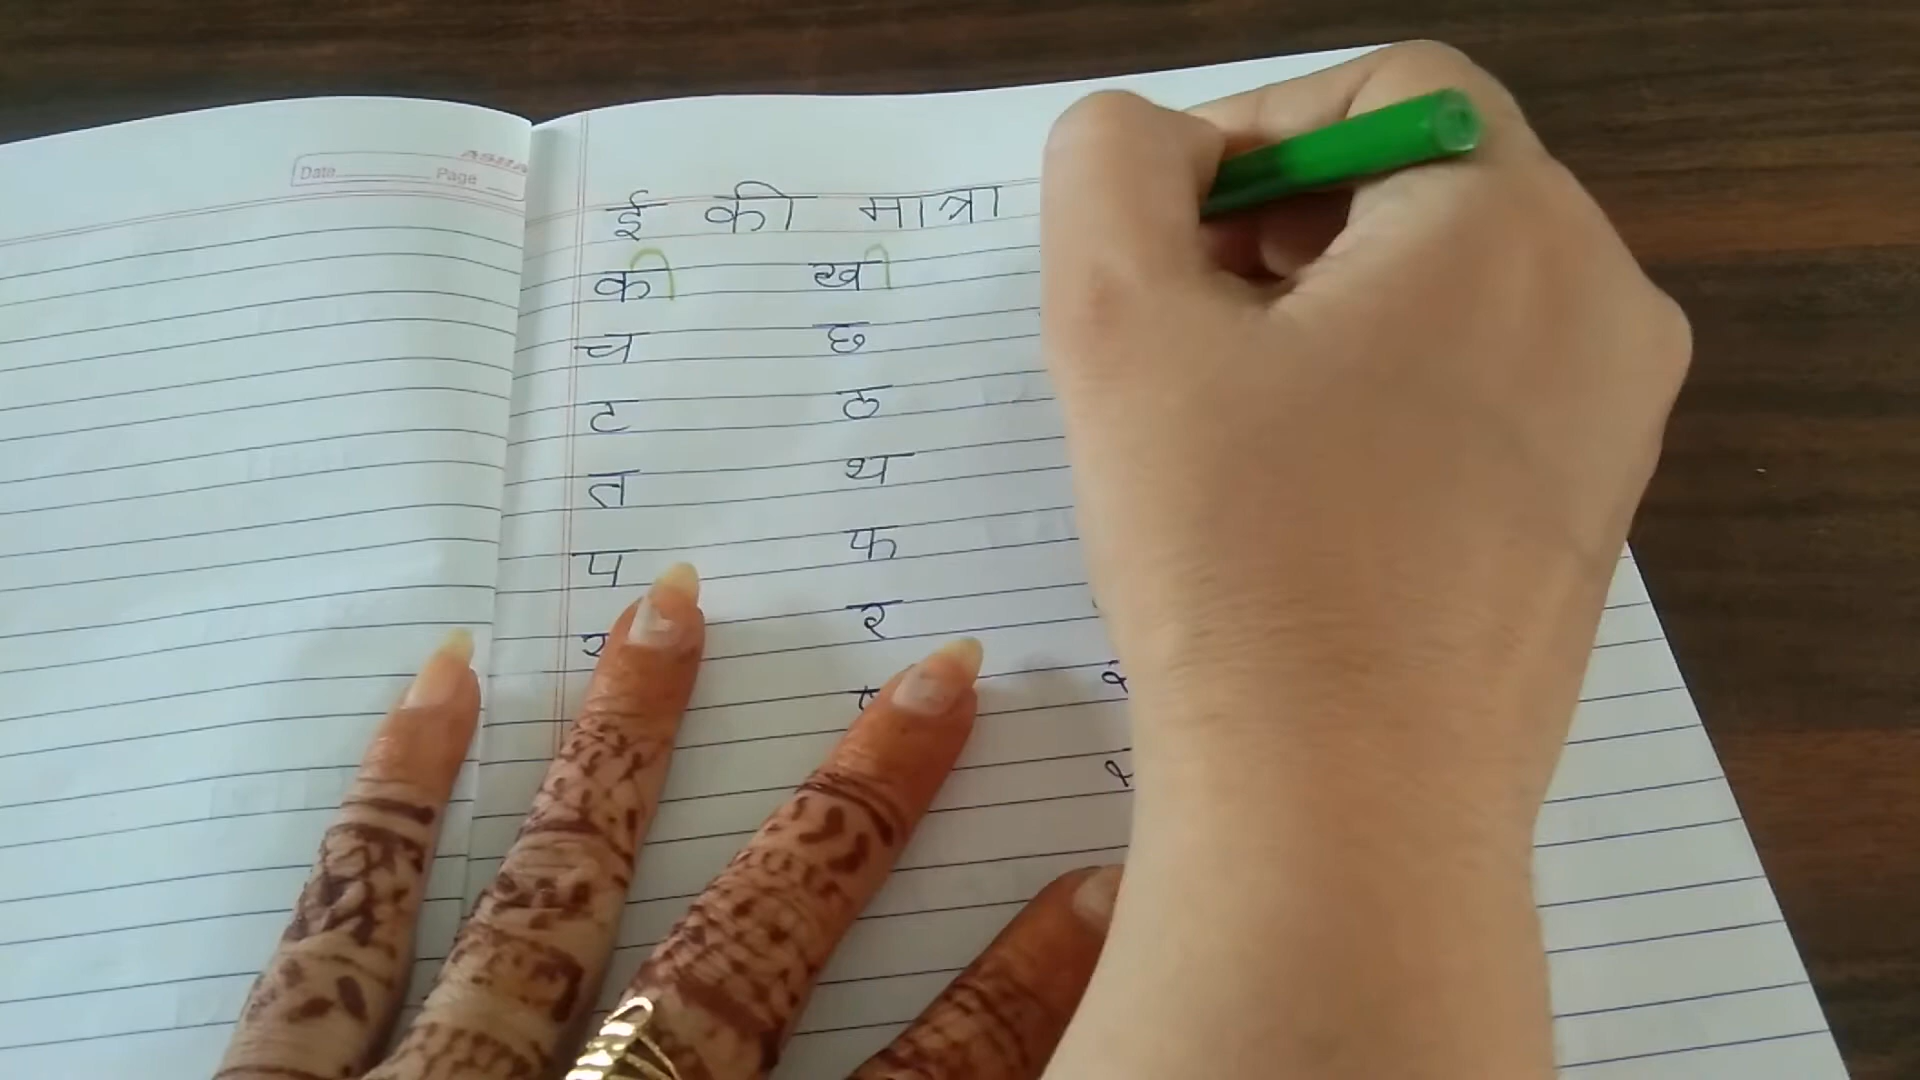 Date Page
ई की मात्रा
की खी
च छ
ट ठ
त थ
प फ
र